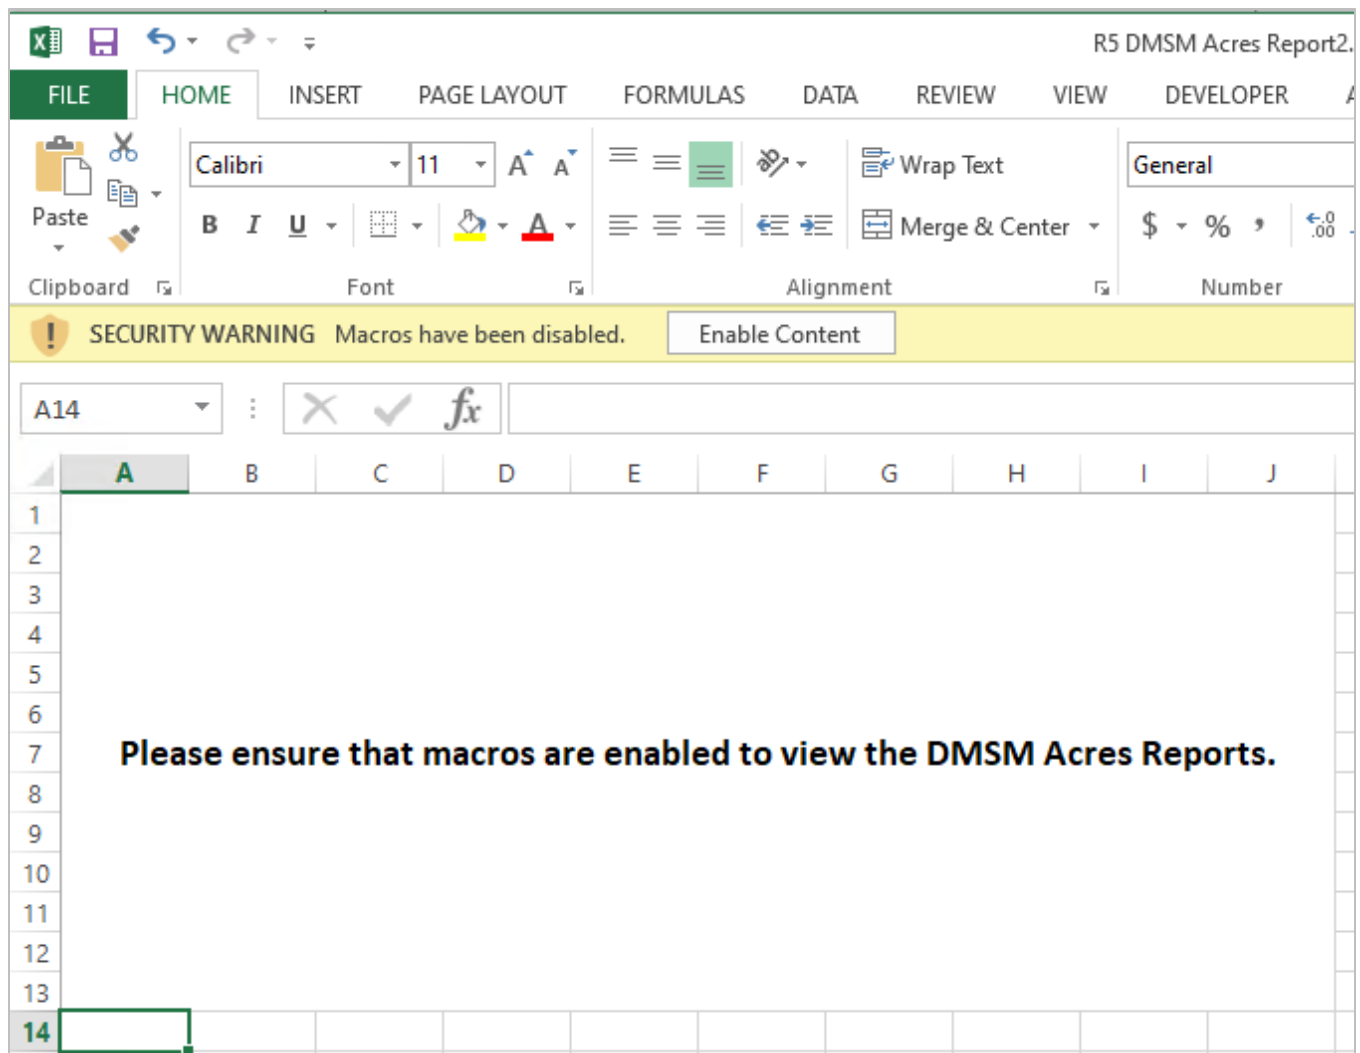 R5 DMSM Acres Report2.
FILE HOME INSERT PAGE LAYOUT FORMULAS DATA REVIEW VIEW DEVELOPER
Calibri 11 Wrap Text General
Paste B I U A Merge & Center $ % , .0 .00
Clipboard Font Alignment Number
SECURITY WARNING Macros have been disabled. Enable Content
A14 fx
A B C D E F G H I J
1
2
3
4
5
6
7 Please ensure that macros are enabled to view the DMSM Acres Reports.
8
9
10
11
12
13
14